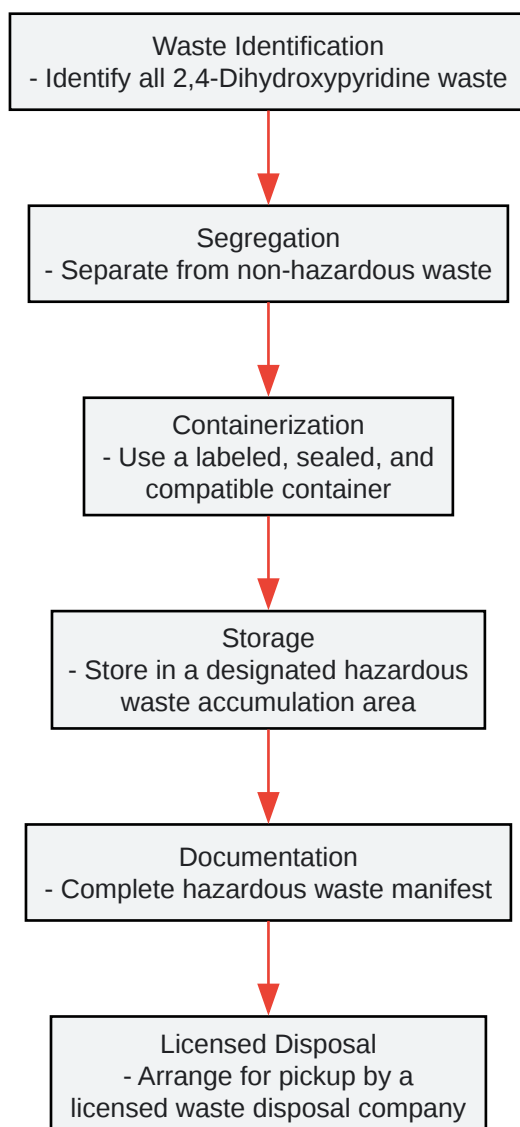 Waste Identification
- Identify all 2,4-Dihydroxypyridine waste
Segregation
- Separate from non-hazardous waste
Containerization
- Use a labeled, sealed, and
compatible container
Storage
- Store in a designated hazardous
waste accumulation area
Documentation
- Complete hazardous waste manifest
Licensed Disposal
- Arrange for pickup by a
licensed waste disposal company